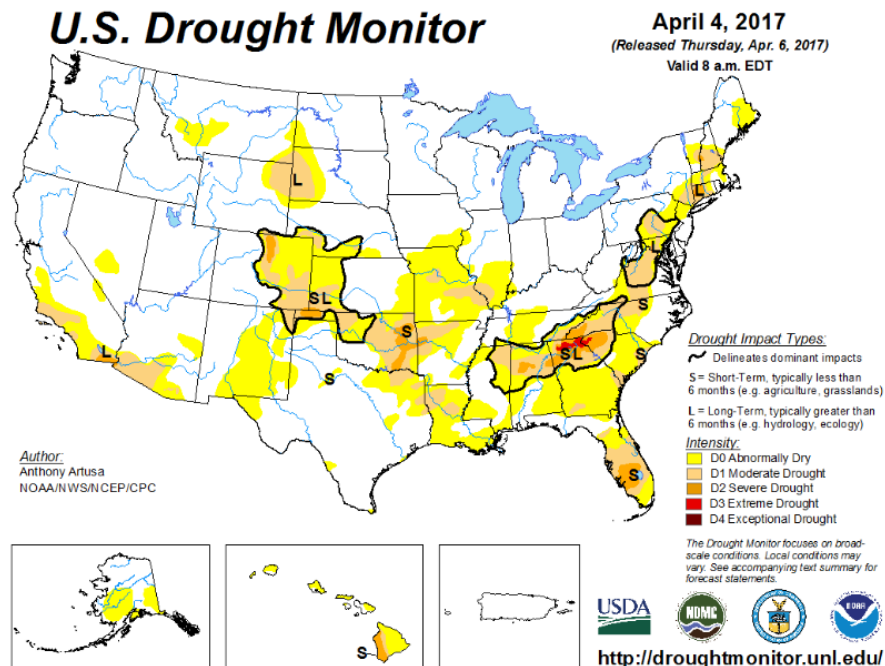 U.S. Drought Monitor
April 4, 2017
(Released Thursday, Apr. 6, 2017)
Valid 8 a.m. EDT
L
L
L
S L
S
S
L
S
S
S L
S
S
Drought Impact Types:
Delineates dominant impacts
S = Short-Term, typically less than
6 months (e.g. agriculture, grasslands)
L = Long-Term, typically greater than
6 months (e.g. hydrology, ecology)
Intensity:
D0 Abnormally Dry
D1 Moderate Drought
D2 Severe Drought
D3 Extreme Drought
D4 Exceptional Drought
Author:
Anthony Artusa
NOAA/NWS/NCEP/CPC
The Drought Monitor focuses on broad-
scale conditions. Local conditions may
vary. See accompanying text summary for
forecast statements.
S
USDA
NDMC
NOAA
http://droughtmonitor.unl.edu/